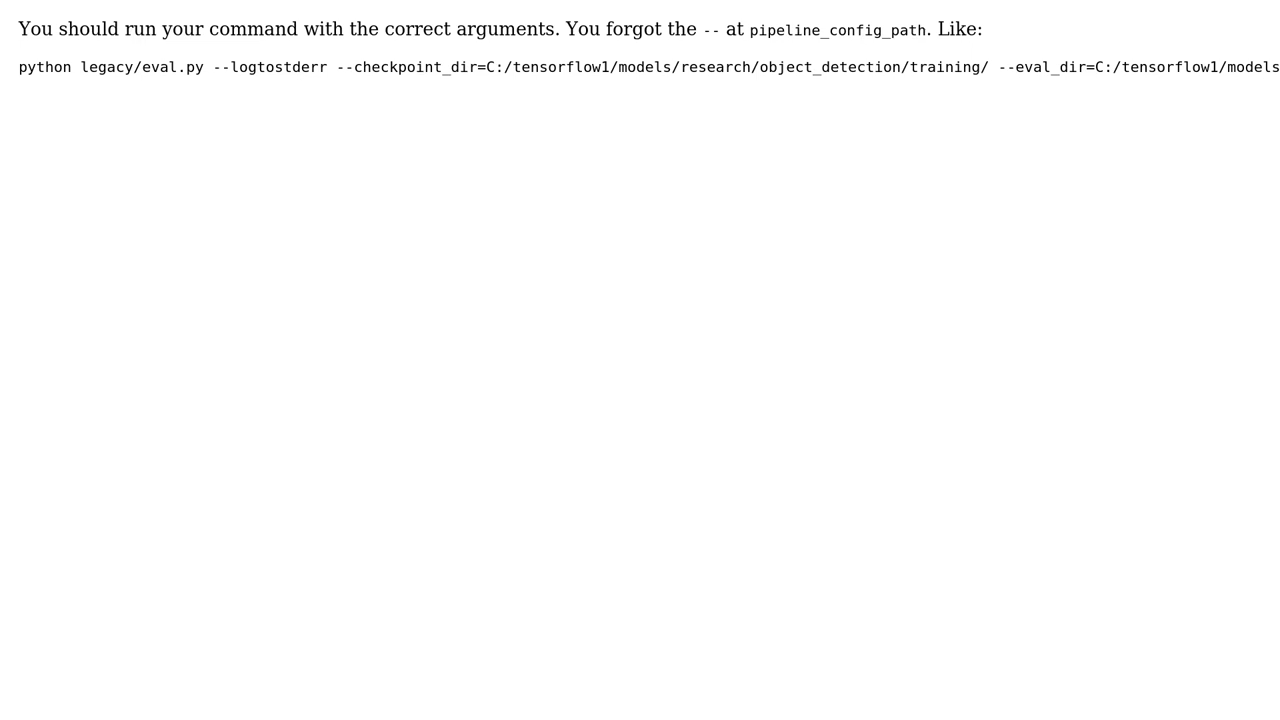 You should run your command with the correct arguments. You forgot the -- at pipeline_config_path. Like:
python legacy/eval.py --logtostderr --checkpoint_dir=C:/tensorflow1/models/research/object_detection/training/ --eval_dir=C:/tensorflow1/models